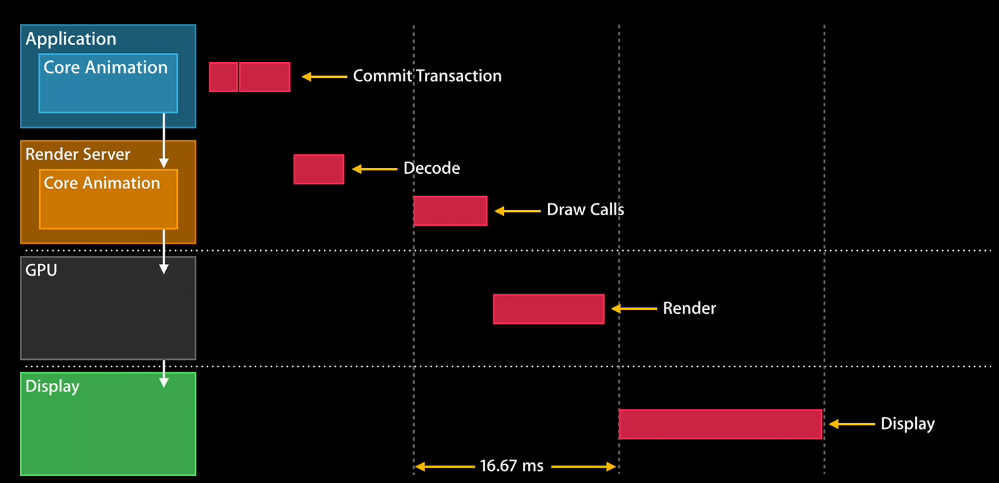 Application
Core Animation
Commit Transaction
Render Server
Core Animation
Decode
Draw Calls
GPU
Render
Display
Display
16.67 ms